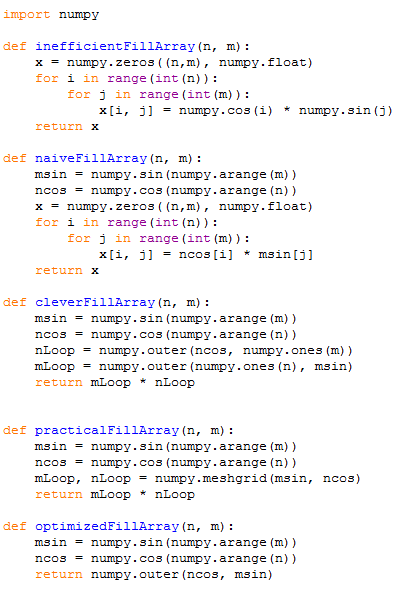 import numpy
def inefficientFillArray(n, m):
    x = numpy.zeros((n,m), numpy.float)
    for i in range(int(n)):
        for j in range(int(m)):
            x[i, j] = numpy.cos(i) * numpy.sin(j)
    return x
def naiveFillArray(n, m):
    msin = numpy.sin(numpy.arange(m))
    ncos = numpy.cos(numpy.arange(n))
    x = numpy.zeros((n,m), numpy.float)
    for i in range(int(n)):
        for j in range(int(m)):
            x[i, j] = ncos[i] * msin[j]
    return x
def cleverFillArray(n, m):
    msin = numpy.sin(numpy.arange(m))
    ncos = numpy.cos(numpy.arange(n))
    nLoop = numpy.outer(ncos, numpy.ones(m))
    mLoop = numpy.outer(numpy.ones(n), msin)
    return mLoop * nLoop
def practicalFillArray(n, m):
    msin = numpy.sin(numpy.arange(m))
    ncos = numpy.cos(numpy.arange(n))
    mLoop, nLoop = numpy.meshgrid(msin, ncos)
    return mLoop * nLoop
def optimizedFillArray(n, m):
    msin = numpy.sin(numpy.arange(m))
    ncos = numpy.cos(numpy.arange(n))
    return numpy.outer(ncos, msin)